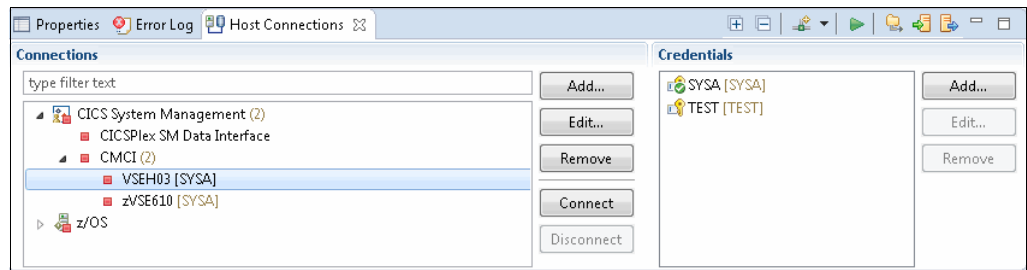 Properties Error Log Host Connections
Connections
type filter text
CICS System Management (2)
CICSPlex SM Data Interface
CMCI (2)
VSEH03 [SYSA]
zVSE610 [SYSA]
z/OS
Add...
Edit...
Remove
Connect
Disconnect
Credentials
SYSA [SYSA]
TEST [TEST]
Add...
Edit...
Remove